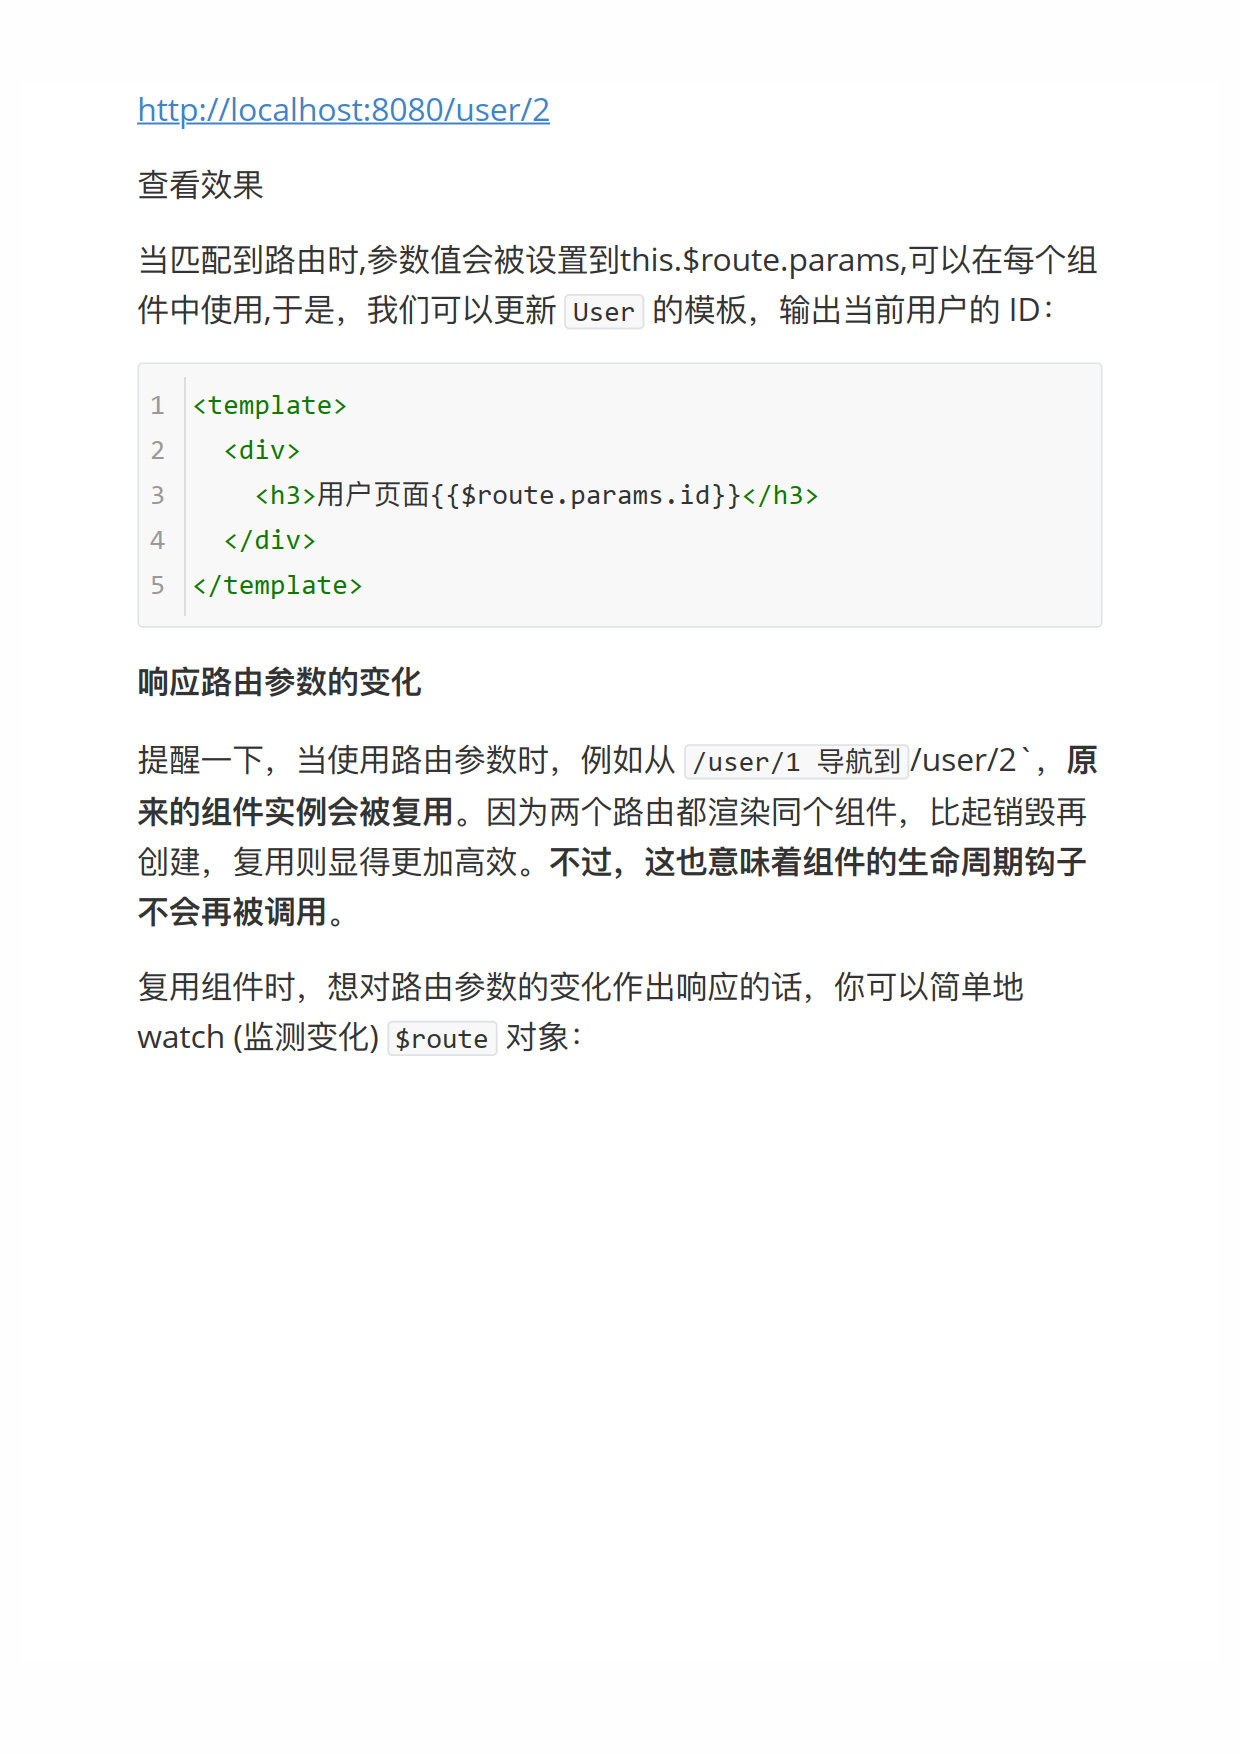 http://localhost:8080/user/2
查看效果
当匹配到路由时,参数值会被设置到this.$route.params,可以在每个组
件中使用,于是，我们可以更新 User 的模板，输出当前用户的 ID：
1 <template>
2   <div>
3     <h3>用户页面{{$route.params.id}}</h3>
4   </div>
5 </template>
响应路由参数的变化
提醒一下，当使用路由参数时，例如从 /user/1 导航到/user/2`，原
来的组件实例会被复用。因为两个路由都渲染同个组件，比起销毁再
创建，复用则显得更加高效。不过，这也意味着组件的生命周期钩子
不会再被调用。
复用组件时，想对路由参数的变化作出响应的话，你可以简单地
watch (监测变化) $route 对象：